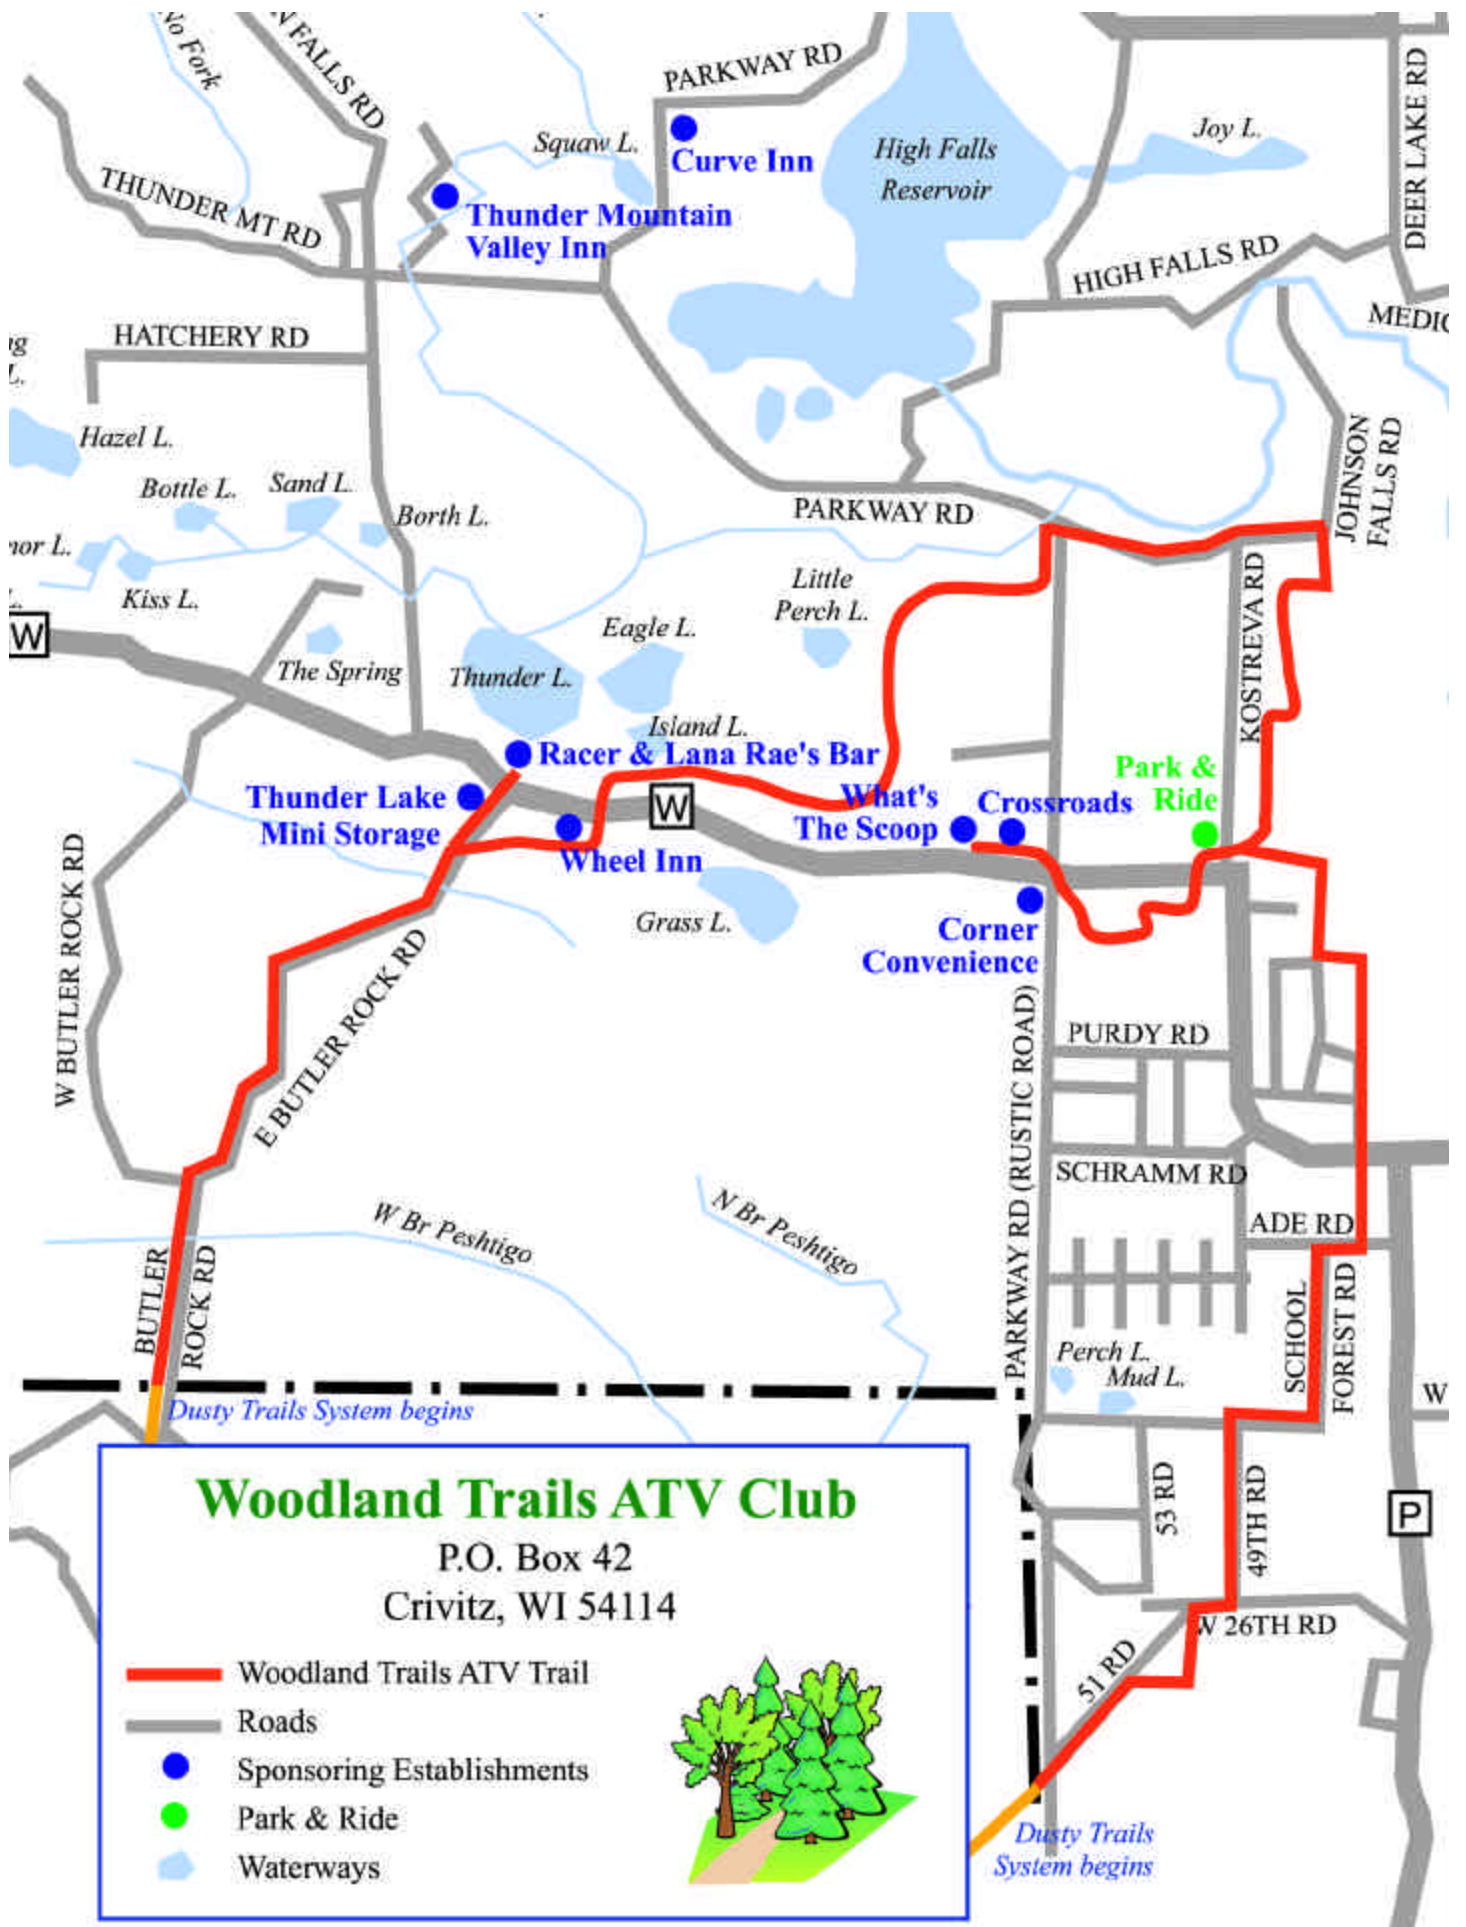 No Fork
N FALLS RD
PARKWAY RD
Squaw L.
Curve Inn
High Falls
Reservoir
Joy L.
DEER LAKE RD
THUNDER MT RD
Thunder Mountain
Valley Inn
HIGH FALLS RD
HATCHERY RD
Hazel L.
Bottle L.
Sand L.
Borth L.
PARKWAY RD
JOHNSON
FALLS RD
Kiss L.
Little
Perch L.
Eagle L.
KOSTREVA RD
W
The Spring
Thunder L.
Island L.
Racer & Lana Rae's Bar
Park &
Ride
Thunder Lake
Mini Storage
W
What's
The Scoop
Crossroads
Wheel Inn
Grass L.
Corner
Convenience
W BUTLER ROCK RD
E BUTLER ROCK RD
PARKWAY RD (RUSTIC ROAD)
PURDY RD
SCHRAMM RD
ADE RD
W Br Peshtigo
N Br Peshtigo
BUTLER
ROCK RD
SCHOOL
FOREST RD
Perch L.
Mud L.
W
Dusty Trails System begins
53 RD
49TH RD
P
W 26TH RD
51 RD
Dusty Trails
System begins
Woodland Trails ATV Club
P.O. Box 42
Crivitz, WI 54114
Woodland Trails ATV Trail
Roads
Sponsoring Establishments
Park & Ride
Waterways